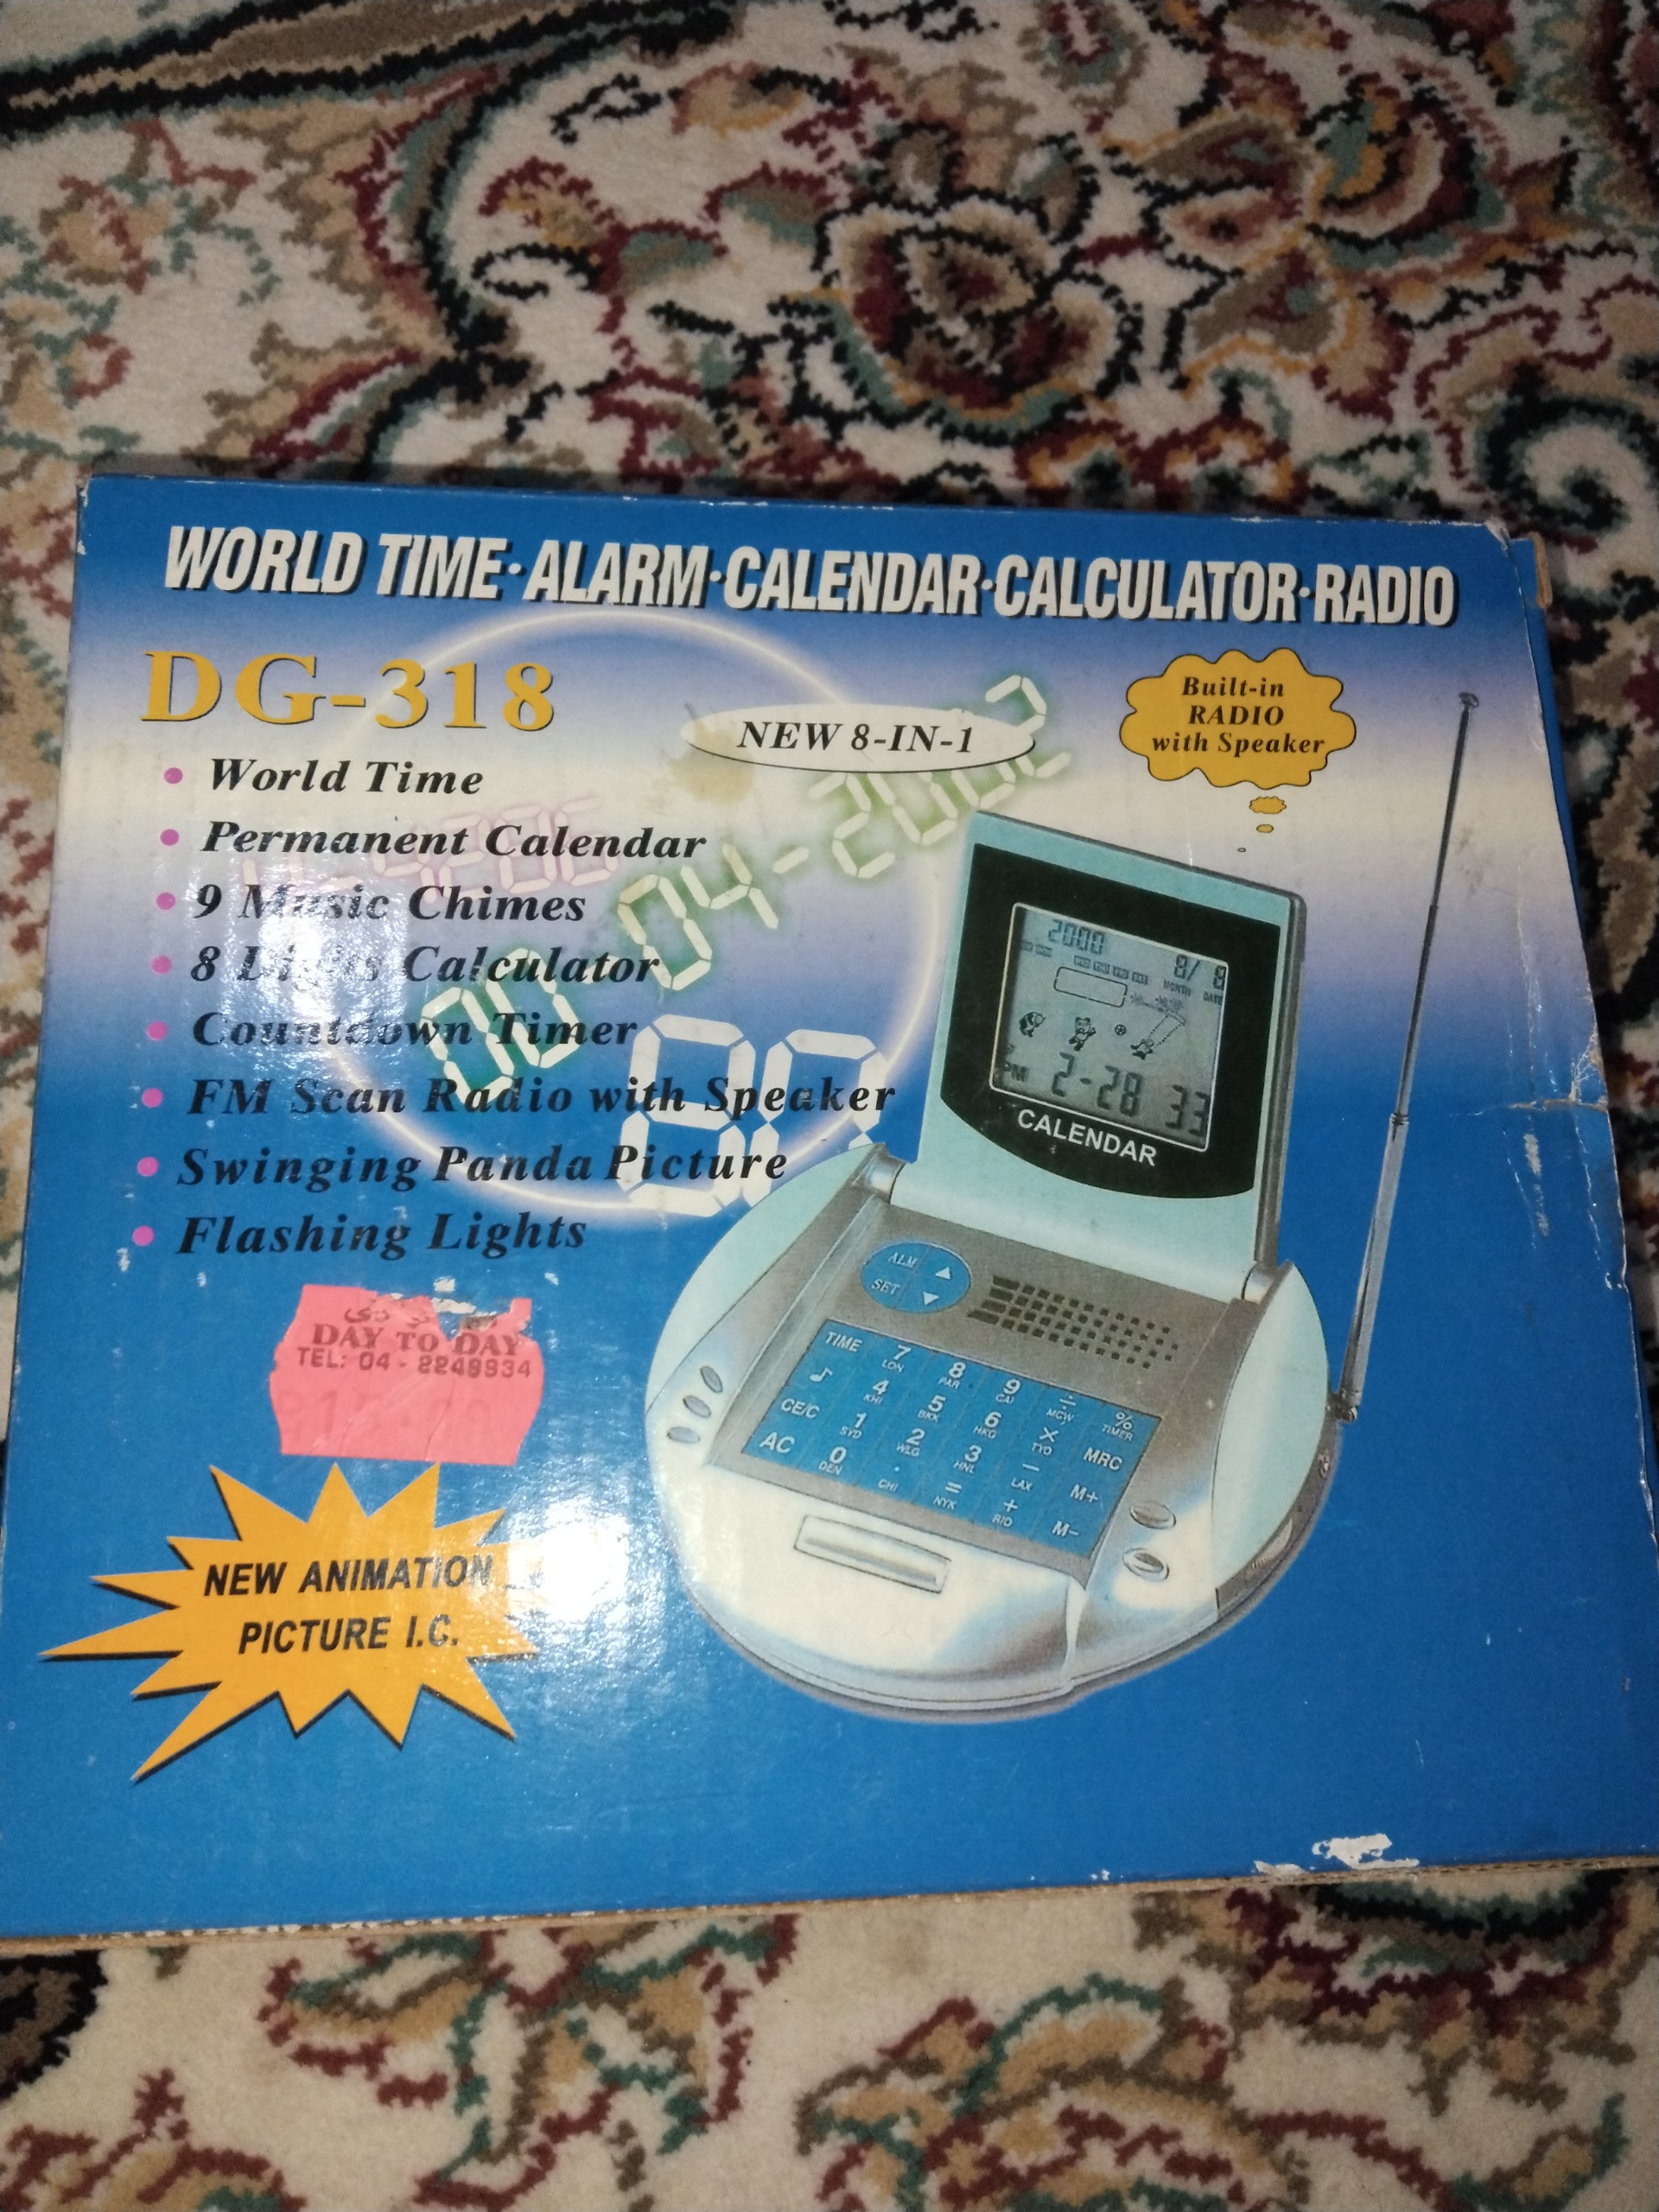 WORLD TIME·ALARM·CALENDAR·CALCULATOR·RADIO
DG-318
NEW 8-IN-1
Built-in
RADIO
with Speaker
• World Time
• Permanent Calendar
• 9 Music Chimes
• 8 Digits Calculator
• Countdown Timer
• FM Scan Radio with Speaker
• Swinging Panda Picture
• Flashing Lights
00 04-2002
2000
8/ 8
MONTH DATE
PM 2-28 33
CALENDAR
ALM
SET
TIME 7 8 9 ÷ %
LON PAR CAI MCW TIMER
♪ 4 5 6 × MRC
KHI BKK HKG TYO
CE/C 1 2 3 – M+
SYD WLG HNL LAX
AC 0 . = + M–
DEN CHI NYK R/D
DAY TO DAY
TEL: 04 - 2249934
NEW ANIMATION
PICTURE I.C.